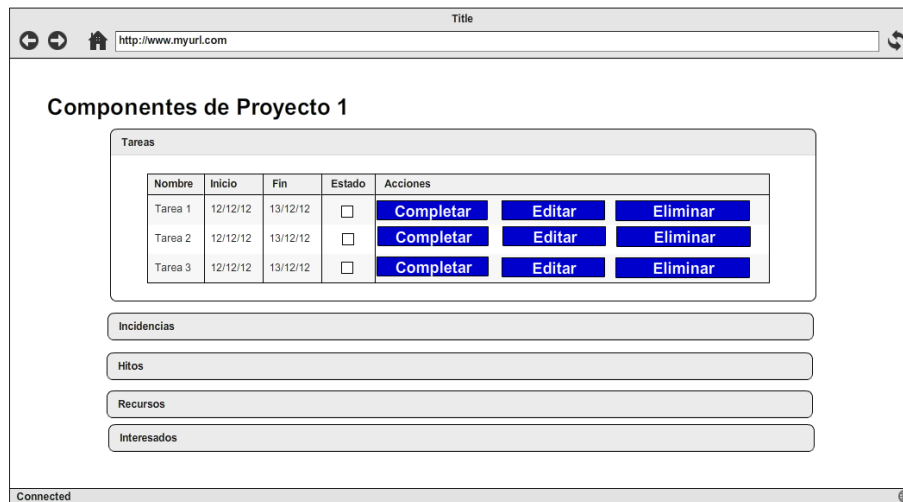 Title
http://www.myurl.com
Componentes de Proyecto 1
Tareas
Nombre Inicio Fin Estado Acciones
Tarea 1 12/12/12 13/12/12 Completar Editar Eliminar
Tarea 2 12/12/12 13/12/12 Completar Editar Eliminar
Tarea 3 12/12/12 13/12/12 Completar Editar Eliminar
Incidencias
Hitos
Recursos
Interesados
Connected